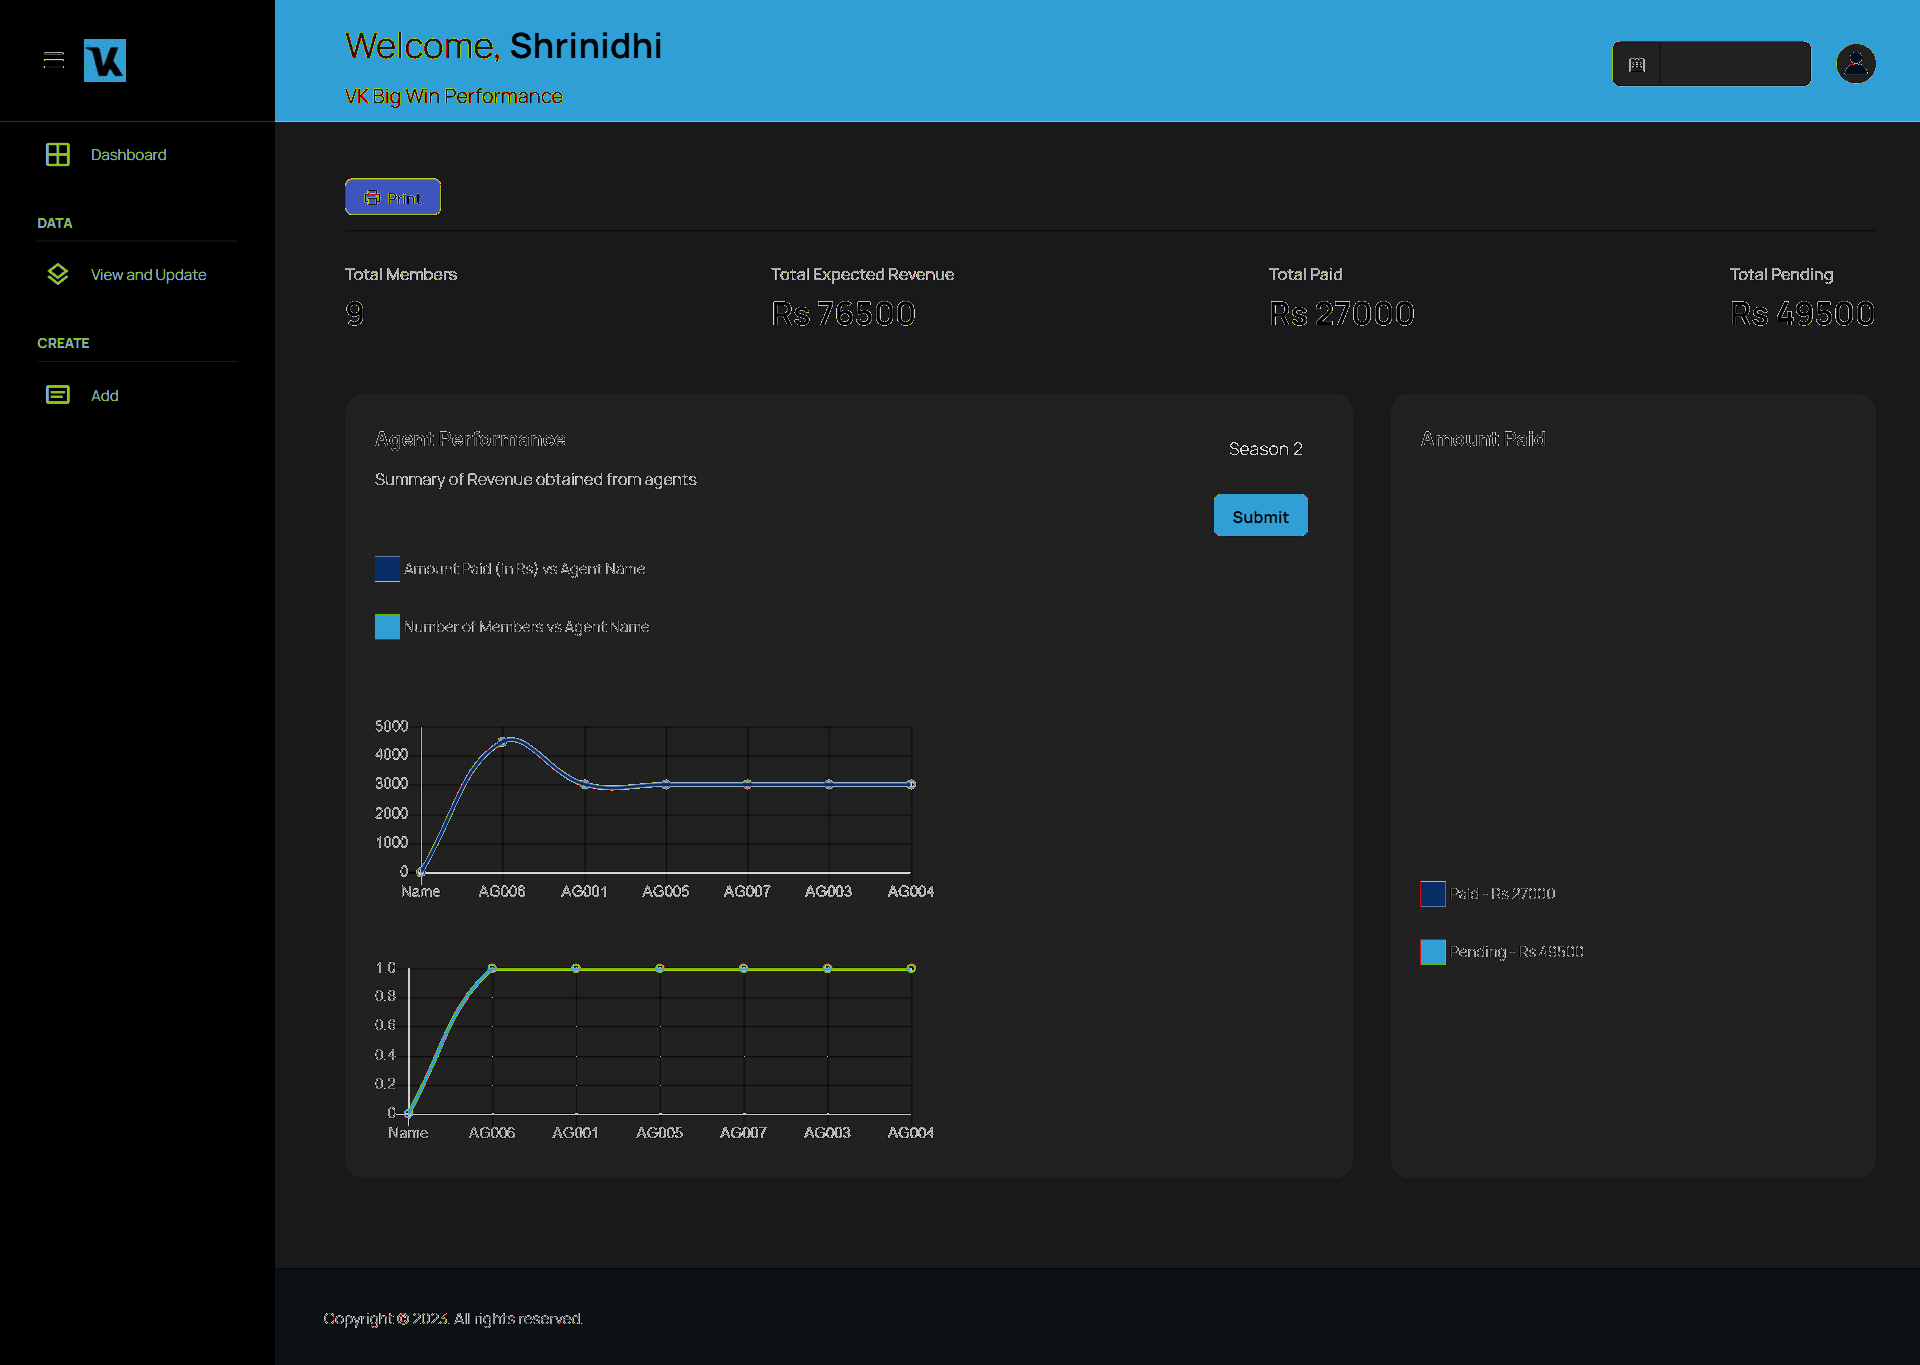 VK
Welcome, Shrinidhi
VK Big Win Performance
Dashboard
DATA
View and Update
CREATE
Add
Print
Total Members
9
Total Expected Revenue
Rs 76500
Total Paid
Rs 27000
Total Pending
Rs 49500
Agent Performance
Summary of Revenue obtained from agents
Season 2
Submit
Amount Paid (in Rs) vs Agent Name
Number of Members vs Agent Name
5000
4000
3000
2000
1000
0
Name AG006 AG001 AG005 AG007 AG003 AG004
1.0
0.8
0.6
0.4
0.2
0
Name AG006 AG001 AG005 AG007 AG003 AG004
Amount Paid
Paid - Rs 27000
Pending - Rs 49500
Copyright © 2023. All rights reserved.